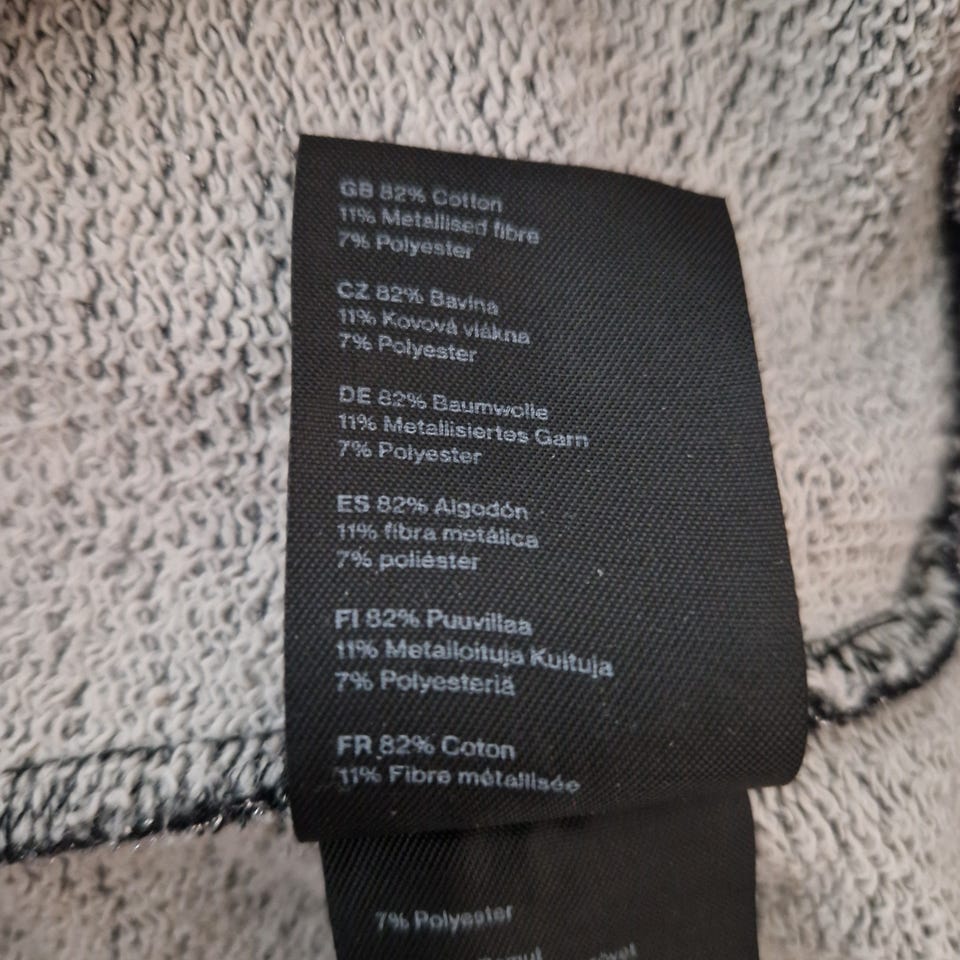 GB 82% Cotton
11% Metallised fibre
7% Polyester
CZ 82% Bavlna
11% Kovová vlákna
7% Polyester
DE 82% Baumwolle
11% Metallisiertes Garn
7% Polyester
ES 82% Algodón
11% fibra metálica
7% poliéster
FI 82% Puuvillaa
11% Metalloituja Kuituja
7% Polyesteriä
FR 82% Coton
11% Fibre métallisée
7% Polyester